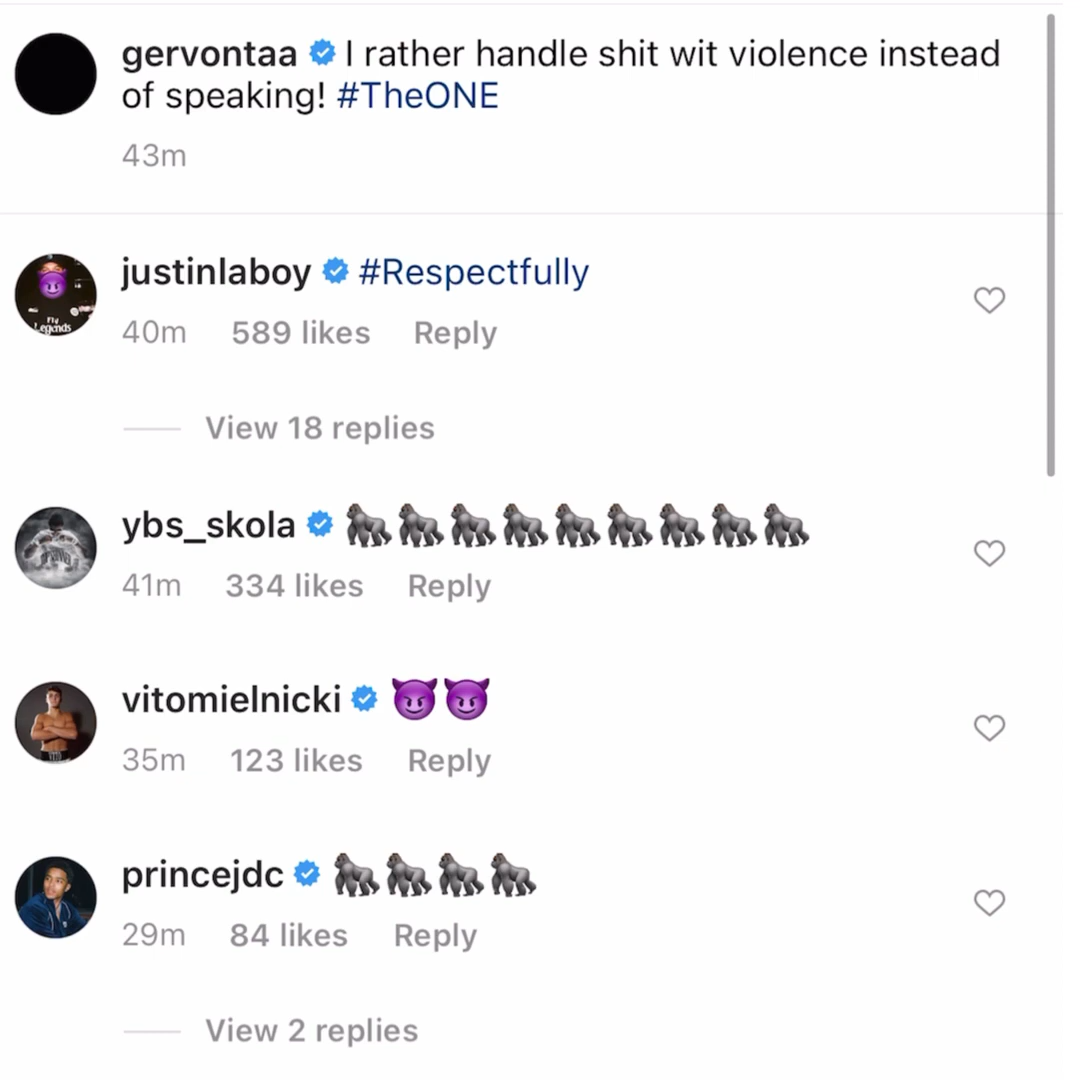 gervontaa I rather handle shit wit violence instead
of speaking! #TheONE
43m
Fly
Legends
justinlaboy #Respectfully
40m 589 likes Reply
View 18 replies
ybs_skola 🦍🦍🦍🦍🦍🦍🦍🦍🦍
41m 334 likes Reply
vitomielnicki 😈😈
35m 123 likes Reply
princejdc 🦍🦍🦍🦍
29m 84 likes Reply
View 2 replies